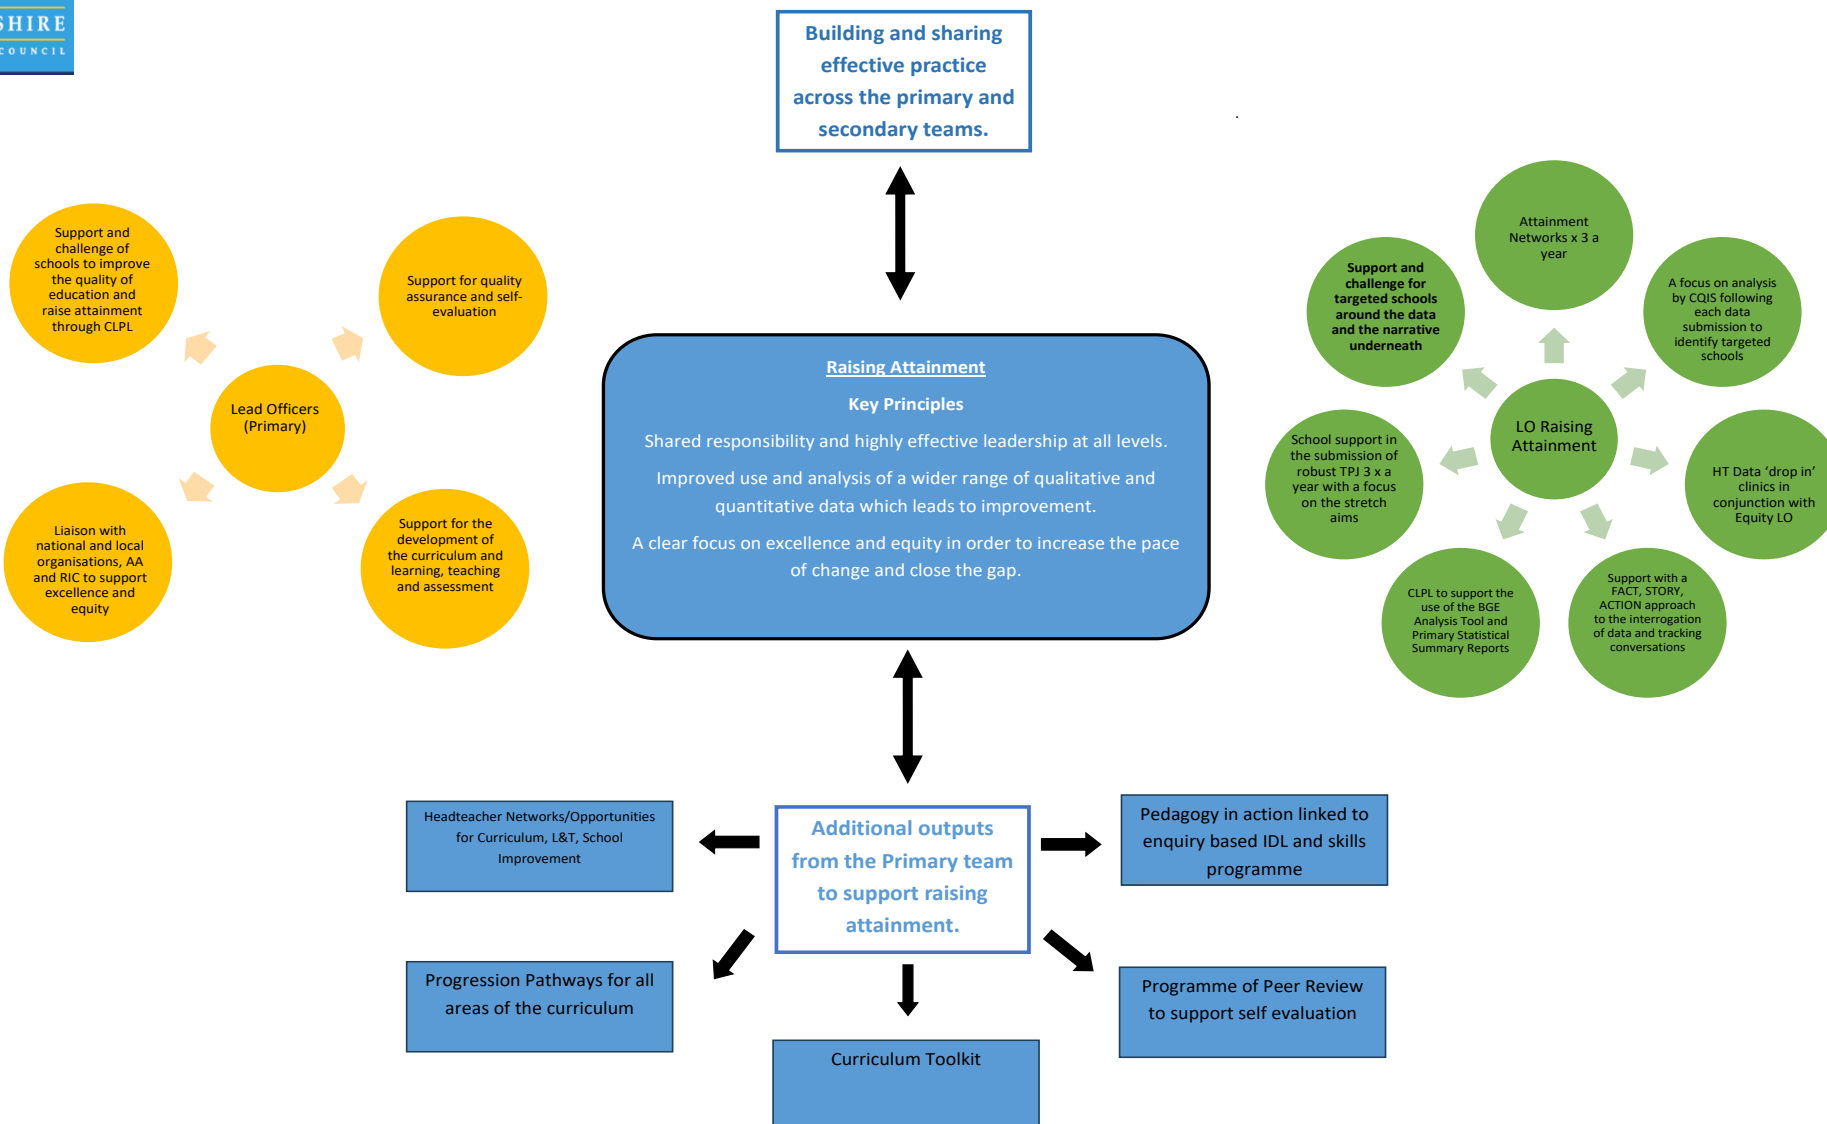 SHIRE
COUNCIL
Building and sharing
effective practice
across the primary and
secondary teams.
Support and
challenge of
schools to improve
the quality of
education and
raise attainment
through CLPL
Support for quality
assurance and self-
evaluation
Lead Officers
(Primary)
Liaison with
national and local
organisations, AA
and RIC to support
excellence and
equity
Support for the
development of
the curriculum and
learning, teaching
and assessment
Raising Attainment
Key Principles
Shared responsibility and highly effective leadership at all levels.
Improved use and analysis of a wider range of qualitative and
quantitative data which leads to improvement.
A clear focus on excellence and equity in order to increase the pace
of change and close the gap.
Attainment
Networks x 3 a
year
Support and
challenge for
targeted schools
around the data
and the narrative
underneath
A focus on analysis
by CQIS following
each data
submission to
identify targeted
schools
LO Raising
Attainment
School support in
the submission of
robust TPJ 3 x a
year with a focus
on the stretch
aims
HT Data ‘drop in’
clinics in
conjunction with
Equity LO
CLPL to support the
use of the BGE
Analysis Tool and
Primary Statistical
Summary Reports
Support with a
FACT, STORY,
ACTION approach
to the interrogation
of data and tracking
conversations
Headteacher Networks/Opportunities
for Curriculum, L&T, School
Improvement
Additional outputs
from the Primary team
to support raising
attainment.
Pedagogy in action linked to
enquiry based IDL and skills
programme
Progression Pathways for all
areas of the curriculum
Programme of Peer Review
to support self evaluation
Curriculum Toolkit